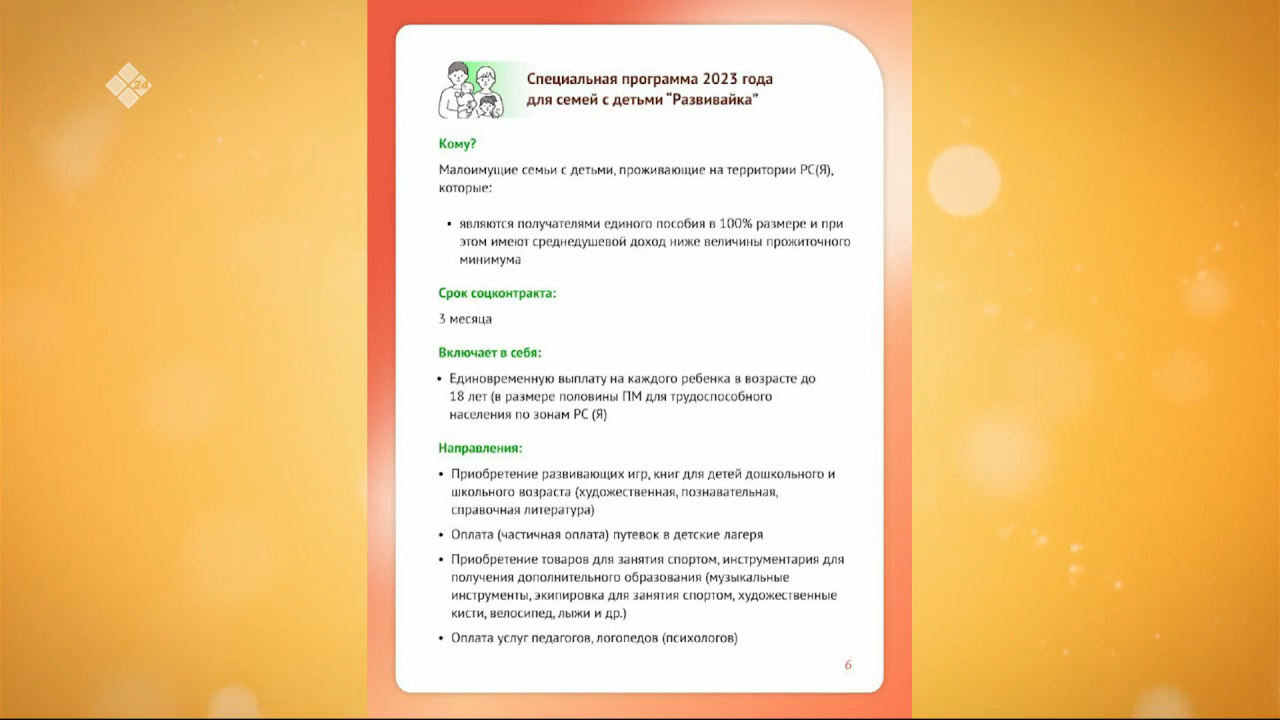 24
Специальная программа 2023 года
для семей с детьми "Развивайка"
Кому?
Малоимущие семьи с детьми, проживающие на территории РС(Я),
которые:
• являются получателями единого пособия в 100% размере и при
этом имеют среднедушевой доход ниже величины прожиточного
минимума
Срок соцконтракта:
3 месяца
Включает в себя:
• Единовременную выплату на каждого ребенка в возрасте до
18 лет (в размере половины ПМ для трудоспособного
населения по зонам РС (Я)
Направления:
• Приобретение развивающих игр, книг для детей дошкольного и
школьного возраста (художественная, познавательная,
справочная литература)
• Оплата (частичная оплата) путевок в детские лагеря
• Приобретение товаров для занятия спортом, инструментария для
получения дополнительного образования (музыкальные
инструменты, экипировка для занятия спортом, художественные
кисти, велосипед, лыжи и др.)
• Оплата услуг педагогов, логопедов (психологов)
6